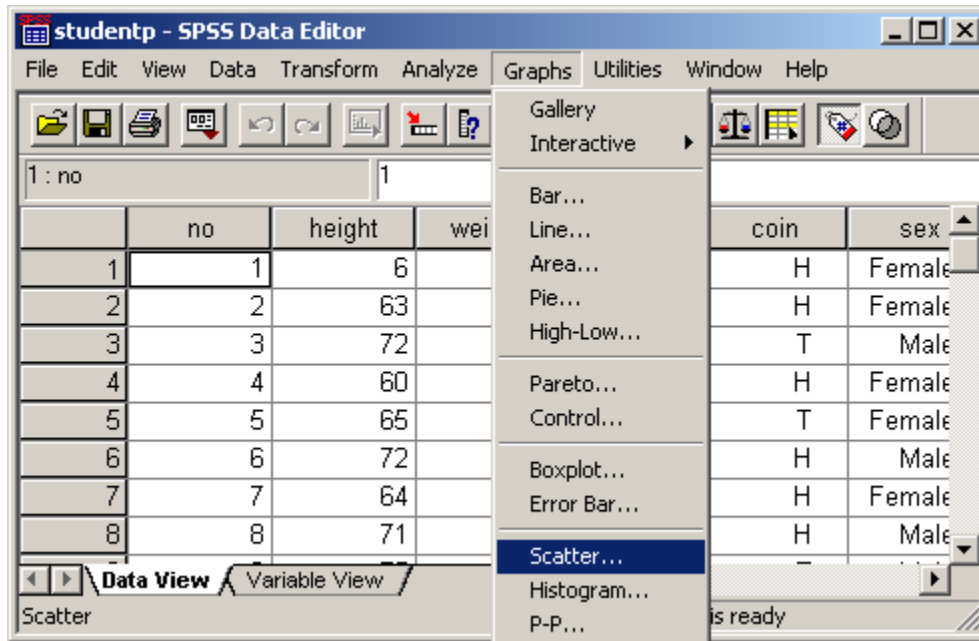 SPSS
studentp - SPSS Data Editor
File Edit View Data Transform Analyze Graphs Utilities Window Help
Gallery
Interactive
1 : no 1
Bar...
Line...
Area...
Pie...
High-Low...
Pareto...
Control...
Boxplot...
Error Bar...
Scatter...
Histogram...
P-P...
no height wei coin sex
1 1 6 H Female
2 2 63 H Female
3 3 72 T Male
4 4 60 H Female
5 5 65 T Female
6 6 72 H Male
7 7 64 H Female
8 8 71 H Male
Data View Variable View
Scatter is ready